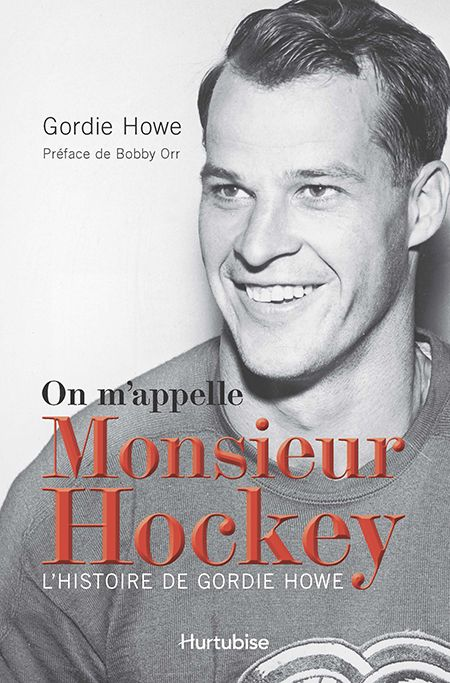 Gordie Howe
Préface de Bobby Orr
On m'appelle
Monsieur
Hockey
L'HISTOIRE DE GORDIE HOWE
Hurtubise